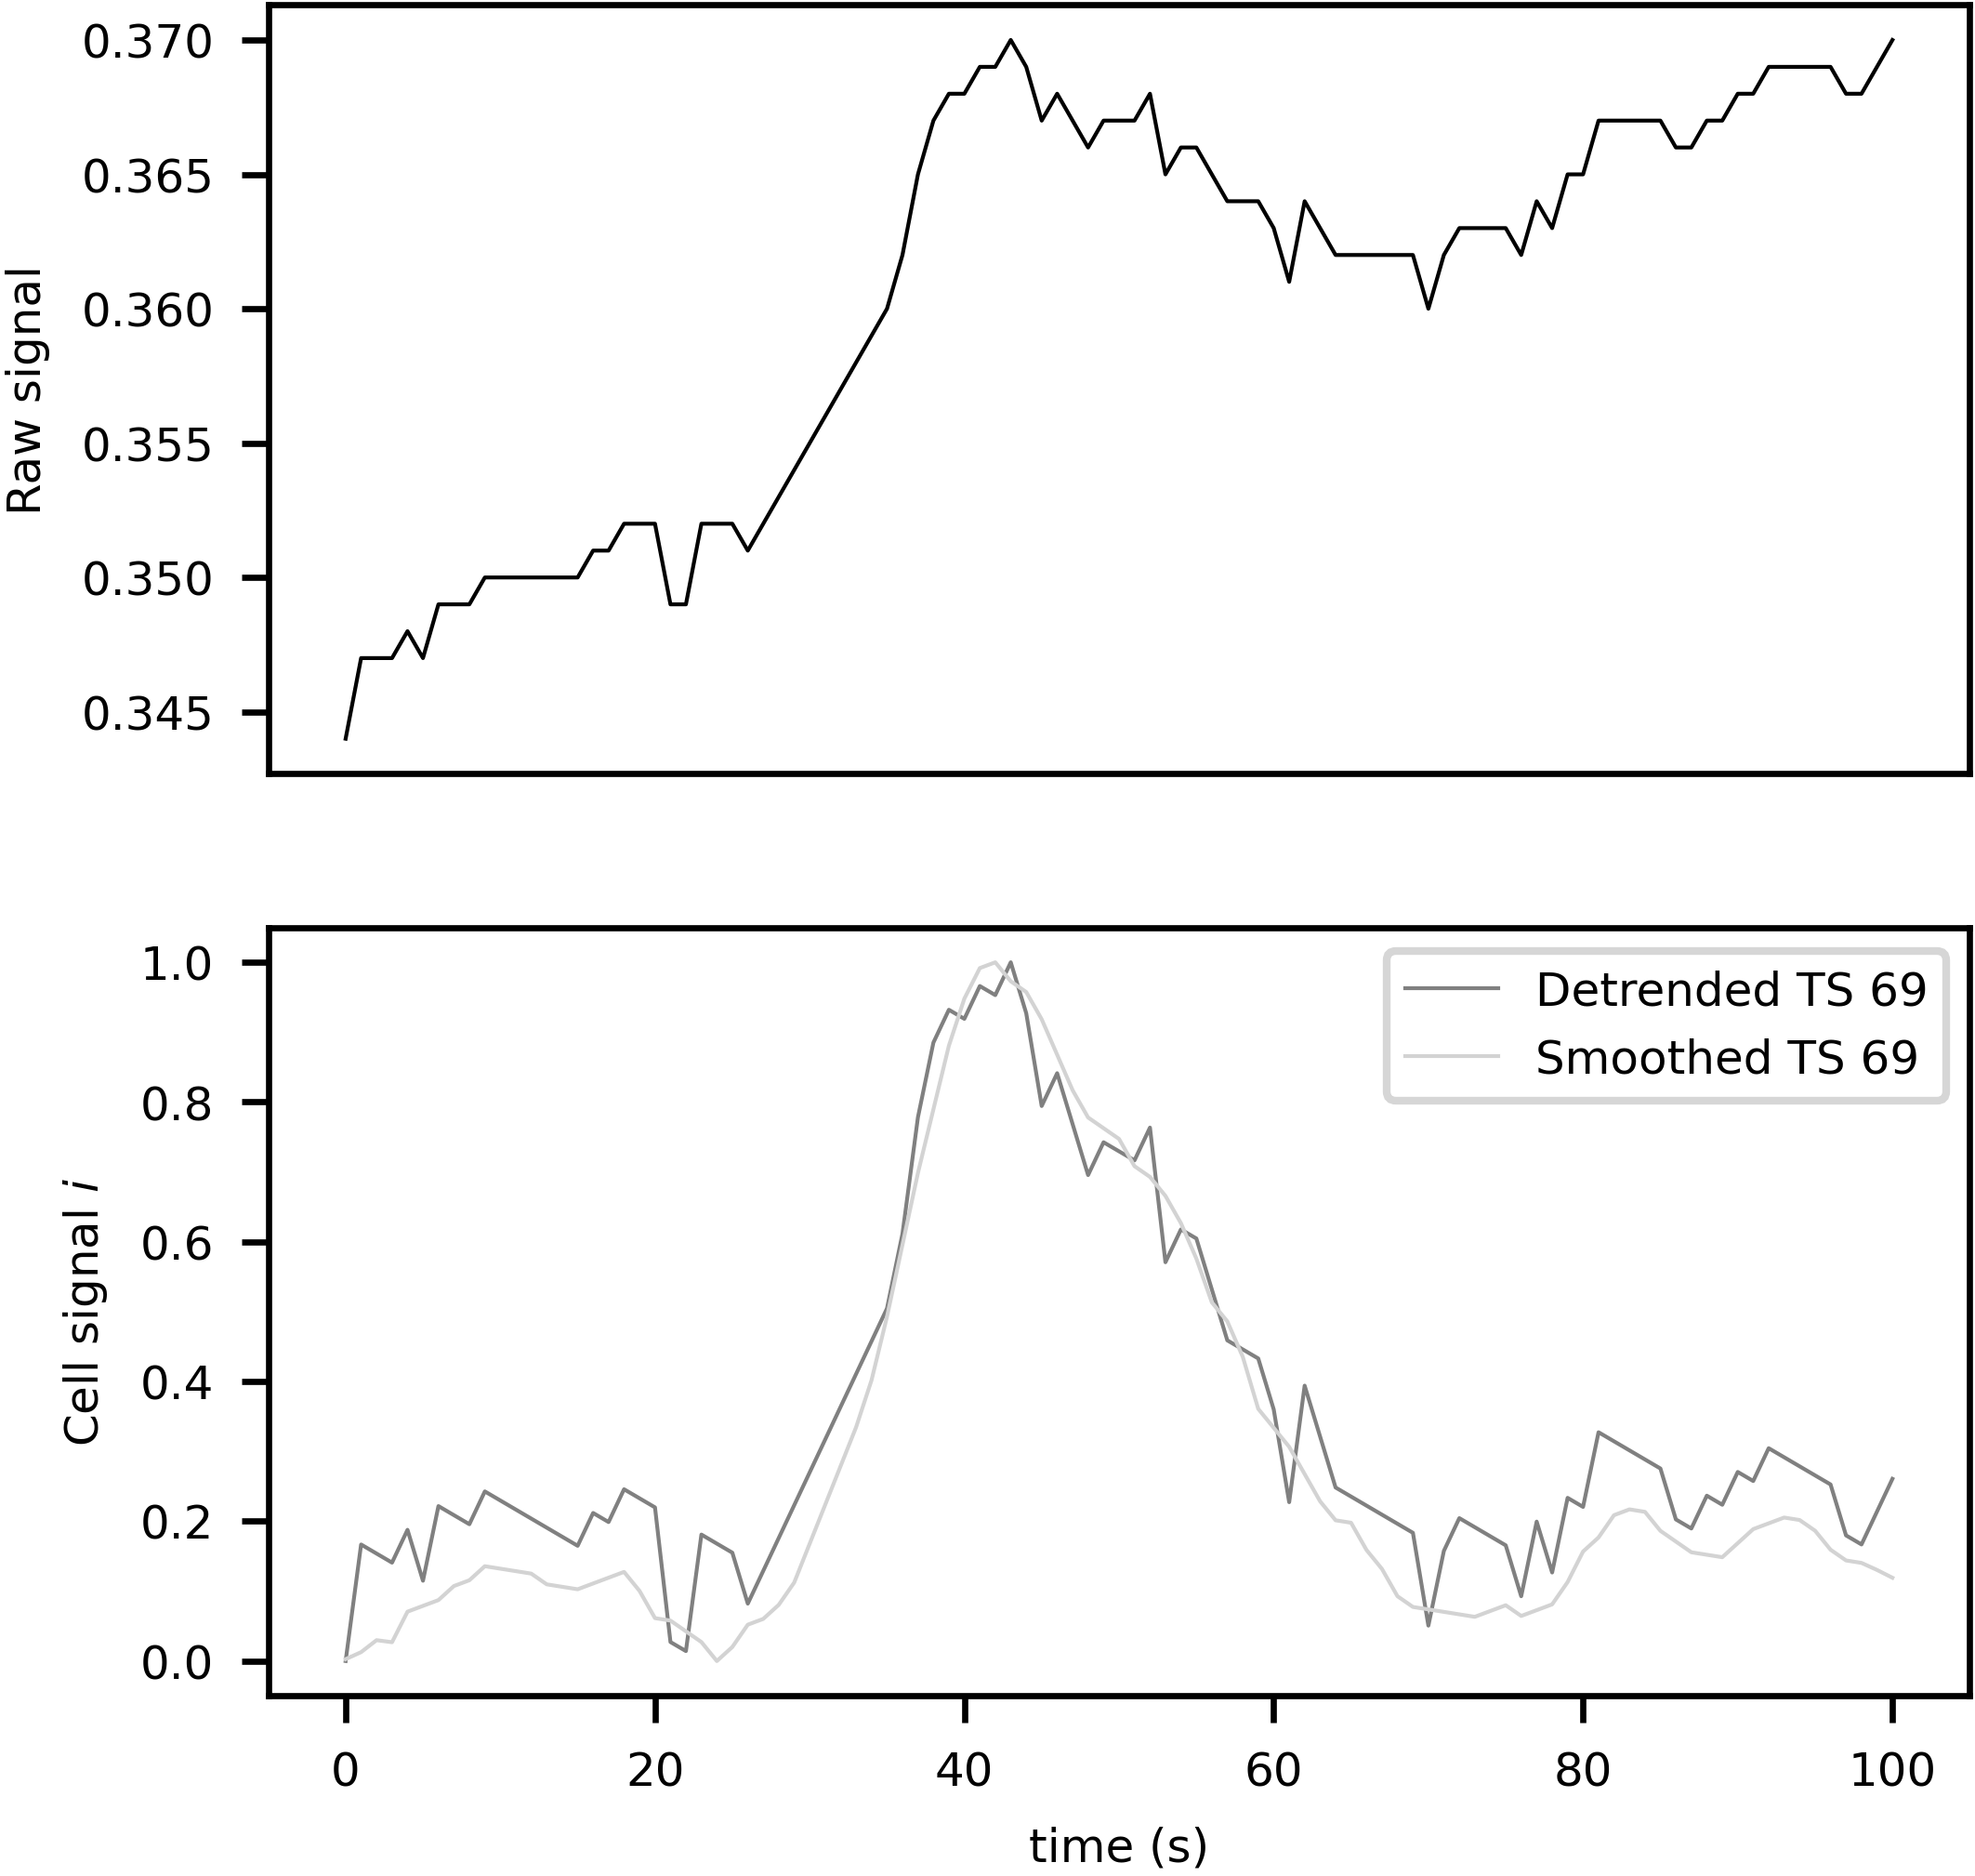 0.370
0.365
0.360
0.355
0.350
0.345
Raw signal
1.0
0.8
0.6
0.4
0.2
0.0
Cell signal i
Detrended TS 69
Smoothed TS 69
0 20 40 60 80 100
time (s)